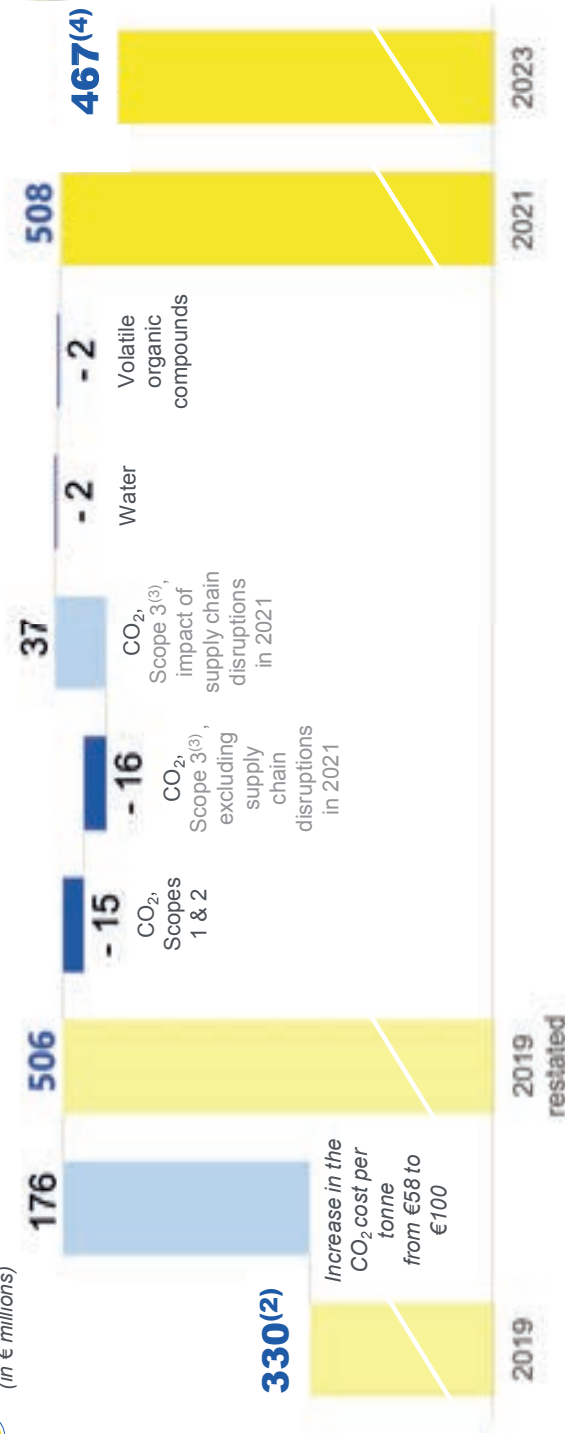 (in € millions)
330(2)
176
506
- 15
- 16
37
- 2
- 2
508
467(4)
Increase in the
CO2 cost per
tonne
from €58 to
€100
CO2,
Scopes
1 & 2
CO2,
Scope 3(3),
excluding
supply
chain
disruptions
in 2021
CO2,
Scope 3(3),
impact of
supply chain
disruptions
in 2021
Water
Volatile
organic
compounds
2019
2019
restated
2021
2023